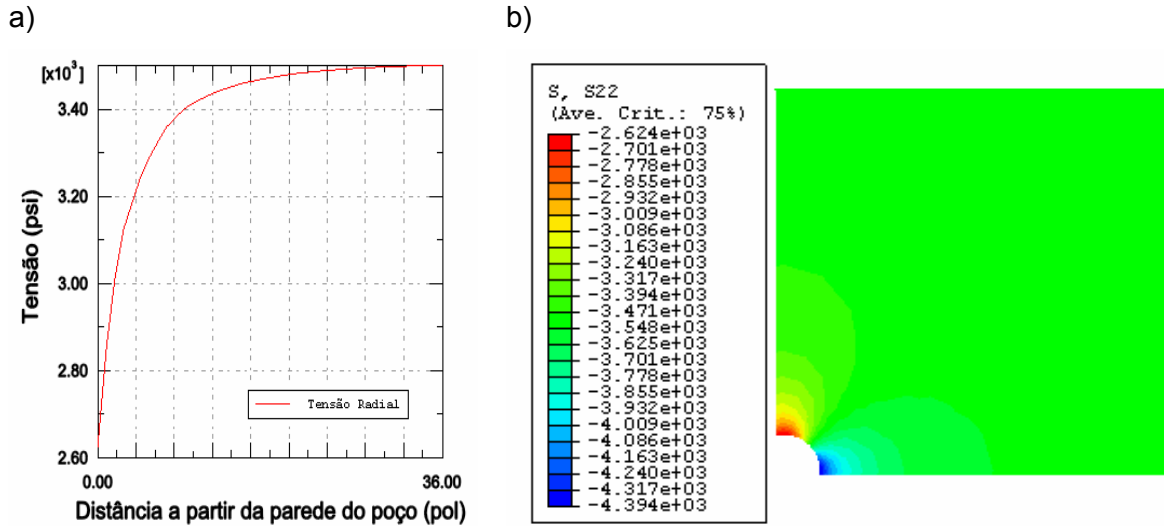 a)
b)
[x10³]
3.40
3.20
3.00
2.80
2.60
0.00
36.00
Tensão (psi)
Tensão Radial
Distância a partir da parede do poço (pol)
S, S22
(Ave. Crit.: 75%)
-2.624e+03
-2.701e+03
-2.778e+03
-2.855e+03
-2.932e+03
-3.009e+03
-3.086e+03
-3.163e+03
-3.240e+03
-3.317e+03
-3.394e+03
-3.471e+03
-3.548e+03
-3.625e+03
-3.701e+03
-3.778e+03
-3.855e+03
-3.932e+03
-4.009e+03
-4.086e+03
-4.163e+03
-4.240e+03
-4.317e+03
-4.394e+03